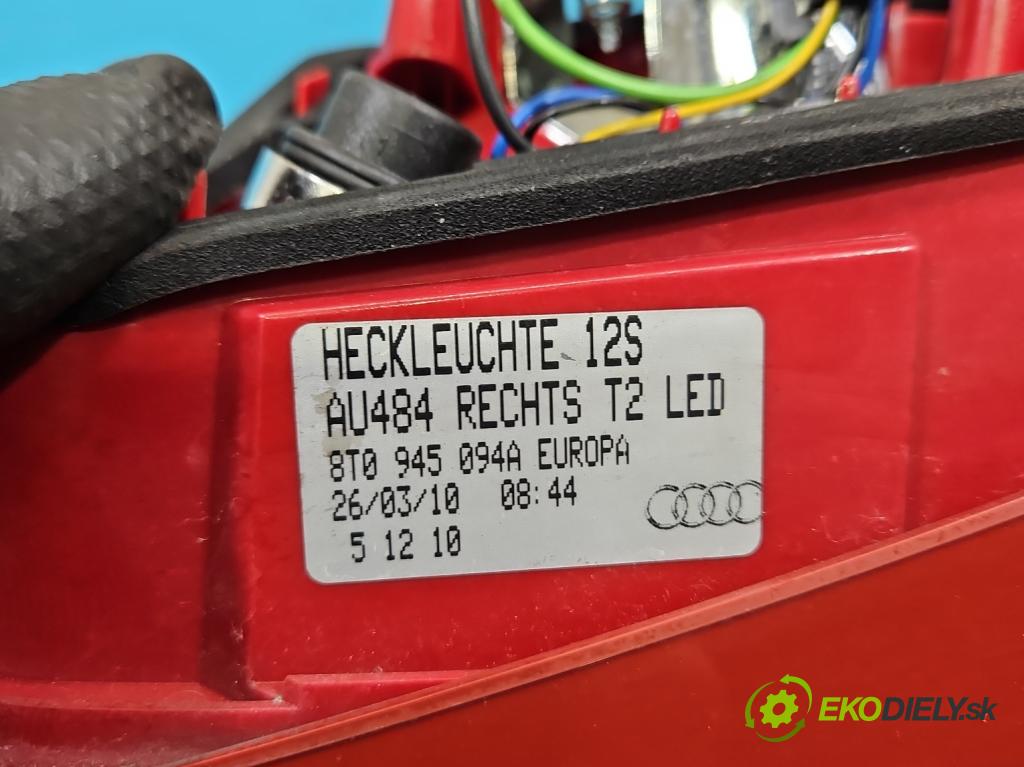 HECKLEUCHTE 12S
AU484 RECHTS T2 LED
8T0 945 094A EUROPA
26/03/10 08:44
5 12 10
EKODIELY.sk